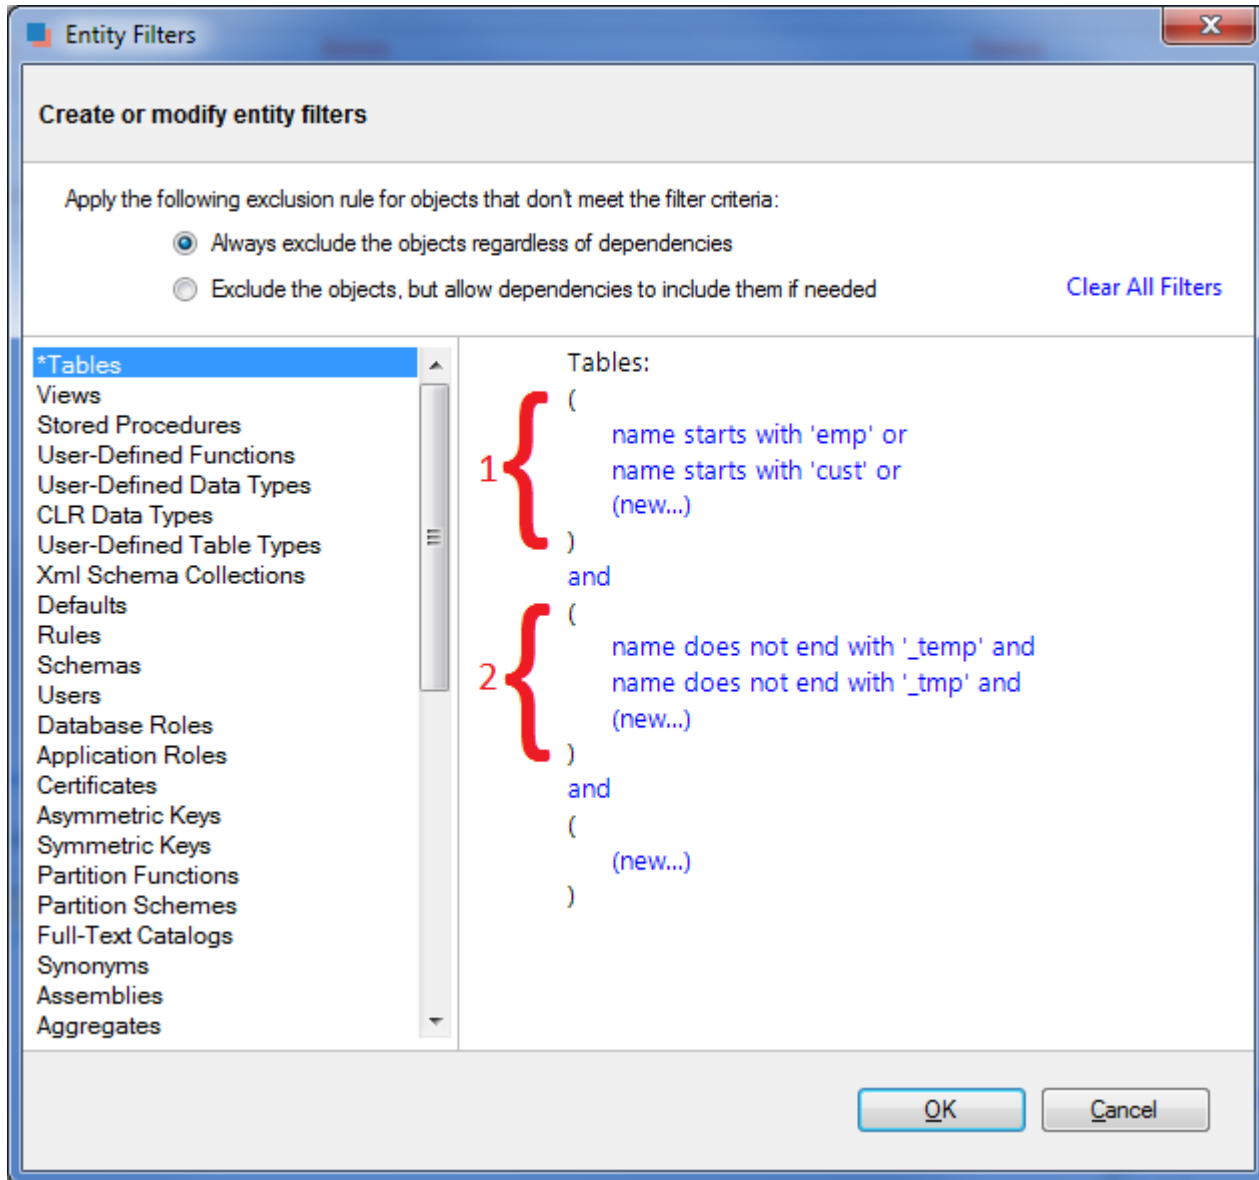 Entity Filters
x
Create or modify entity filters
Apply the following exclusion rule for objects that don't meet the filter criteria:
Always exclude the objects regardless of dependencies
Exclude the objects, but allow dependencies to include them if needed
Clear All Filters
*Tables
Views
Stored Procedures
User-Defined Functions
User-Defined Data Types
CLR Data Types
User-Defined Table Types
Xml Schema Collections
Defaults
Rules
Schemas
Users
Database Roles
Application Roles
Certificates
Asymmetric Keys
Symmetric Keys
Partition Functions
Partition Schemes
Full-Text Catalogs
Synonyms
Assemblies
Aggregates
Tables:
(
name starts with 'emp' or
1
name starts with 'cust' or
(new...)
)
and
(
name does not end with '_temp' and
2
name does not end with '_tmp' and
(new...)
)
and
(
(new...)
)
OK
Cancel